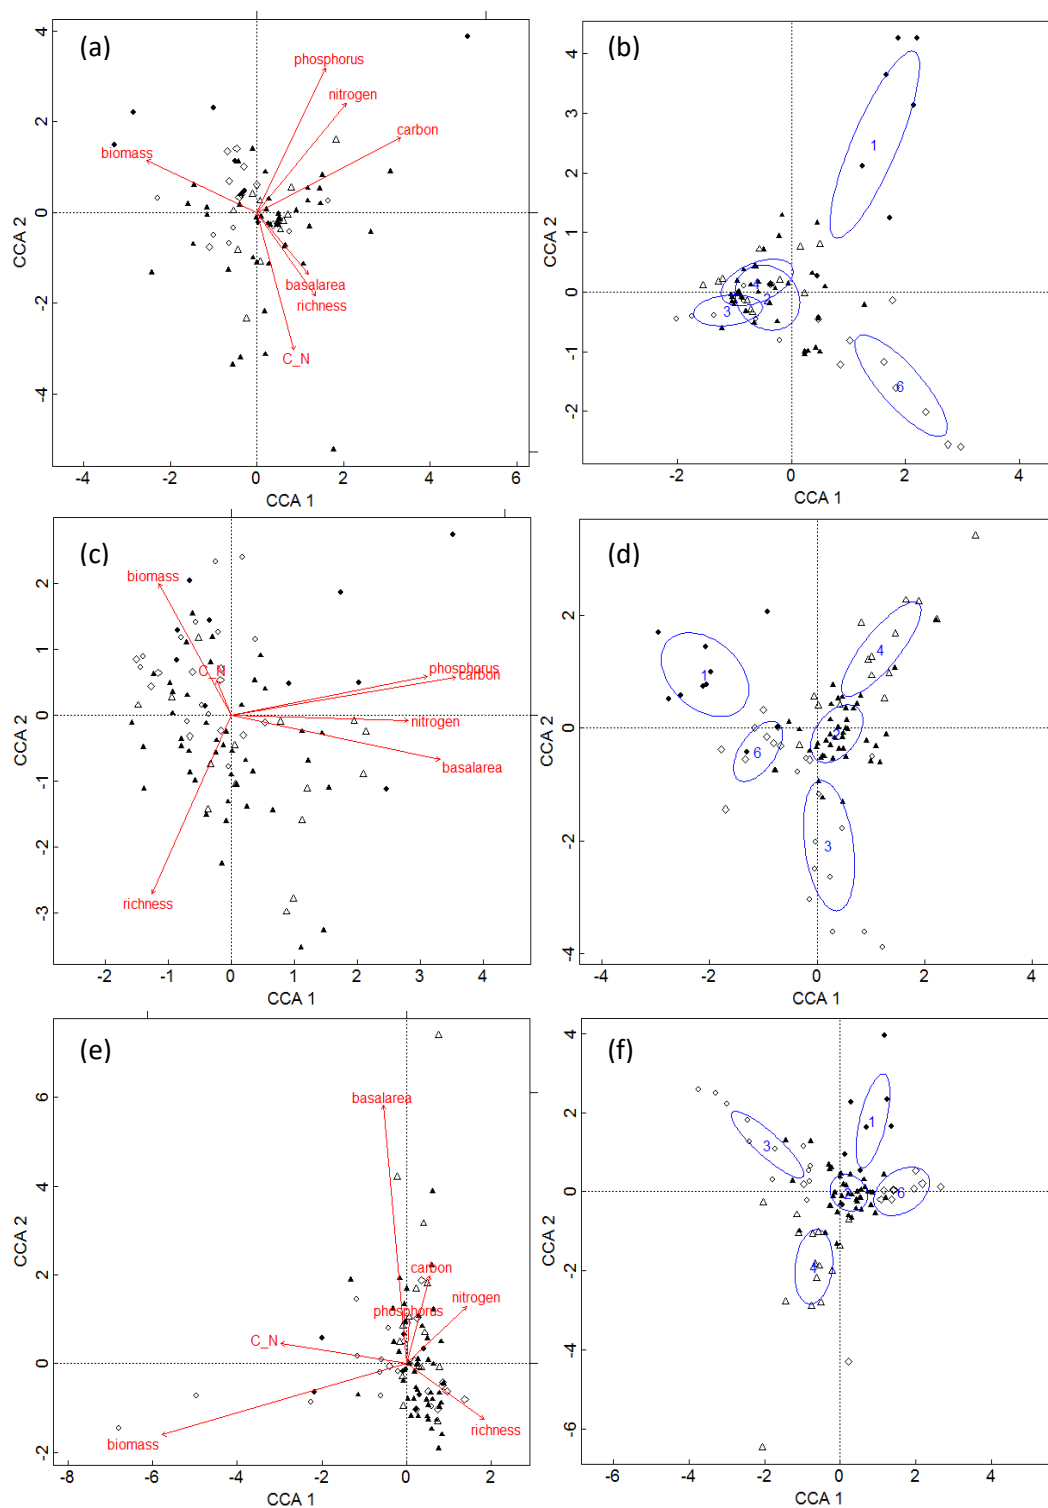 (a)
phosphorus
nitrogen
carbon
biomass
basalarea
richness
C_N
4
2
0
-2
-4
CCA 2
-4 -2 0 2 4 6
CCA 1
(b)
1
4
2
3
6
4
3
2
1
0
-1
-2
CCA 2
-2 0 2 4
CCA 1
(c)
biomass
C_N
phosphorus
carbon
nitrogen
basalarea
richness
2
1
0
-1
-2
-3
CCA 2
-2 -1 0 1 2 3 4
CCA 1
(d)
4
1
2
6
3
2
0
-2
-4
CCA 2
-4 -2 0 2 4
CCA 1
(e)
basalarea
carbon
nitrogen
phosphorus
C_N
richness
biomass
6
4
2
0
-2
CCA 2
-8 -6 -4 -2 0 2
CCA 1
(f)
1
3
2
6
4
4
2
0
-2
-4
-6
CCA 2
-6 -4 -2 0 2 4
CCA 1